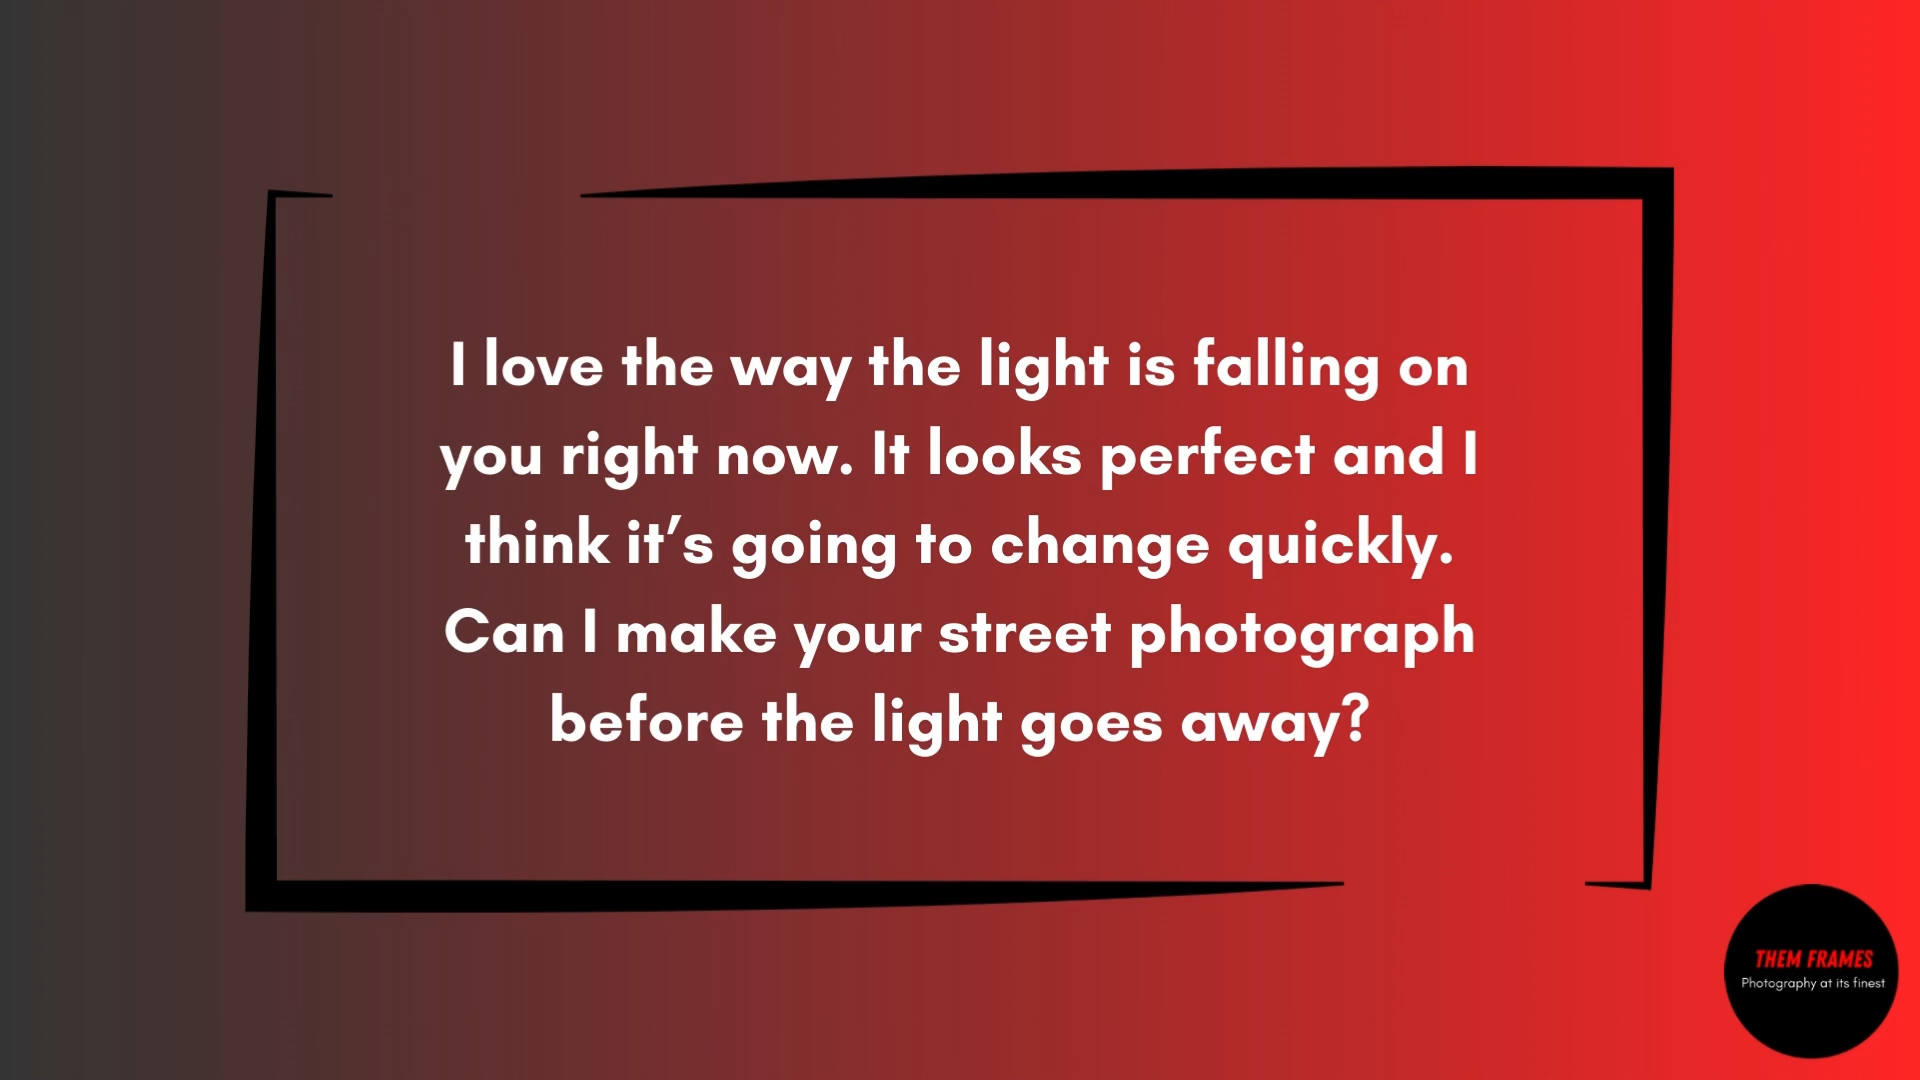 I love the way the light is falling on
you right now. It looks perfect and I
think it’s going to change quickly.
Can I make your street photograph
before the light goes away?
THEM FRAMES
Photography at its finest